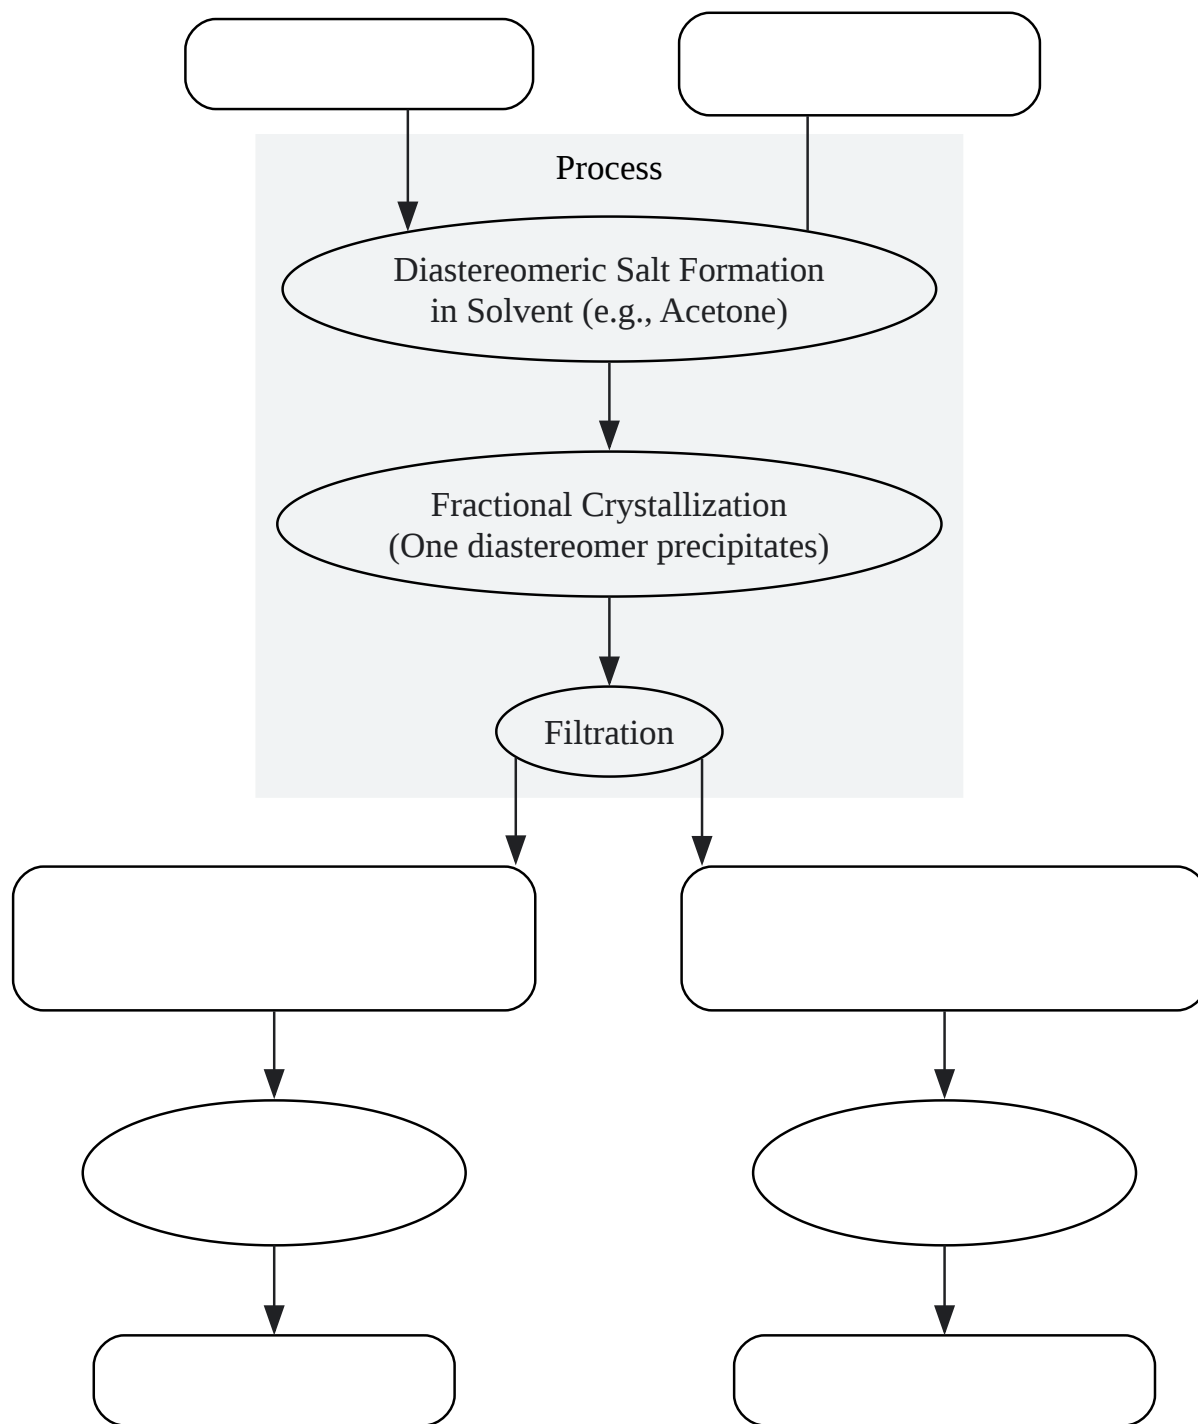 Process
Diastereomeric Salt Formation
in Solvent (e.g., Acetone)
Fractional Crystallization
(One diastereomer precipitates)
Filtration